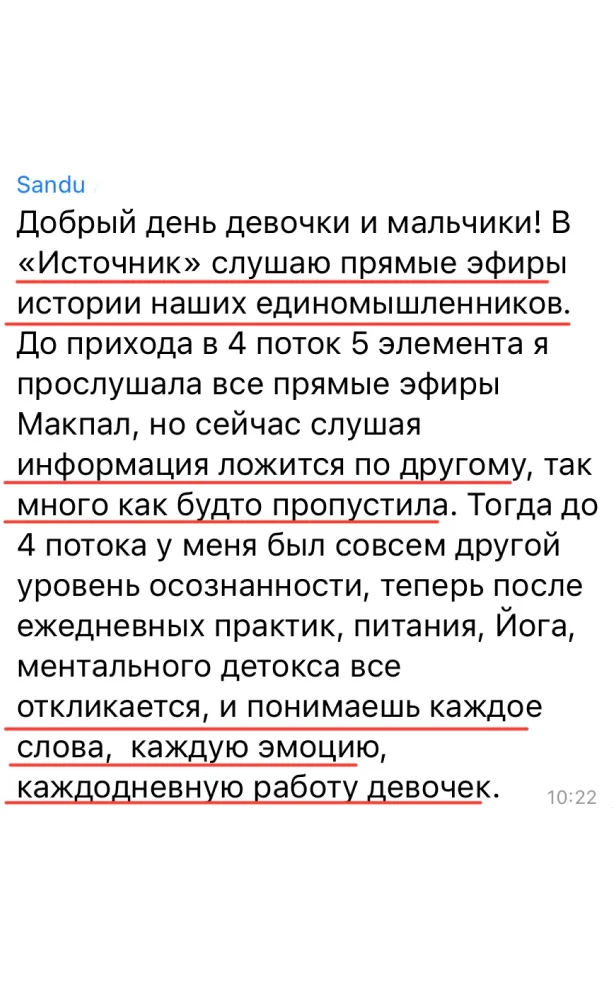 Sandu
Добрый день девочки и мальчики! В
«Источник» слушаю прямые эфиры
истории наших единомышленников.
До прихода в 4 поток 5 элемента я
прослушала все прямые эфиры
Макпал, но сейчас слушая
информация ложится по другому, так
много как будто пропустила. Тогда до
4 потока у меня был совсем другой
уровень осознанности, теперь после
ежедневных практик, питания, Йога,
ментального детокса все
откликается, и понимаешь каждое
слова,  каждую эмоцию,
каждодневную работу девочек.
10:22